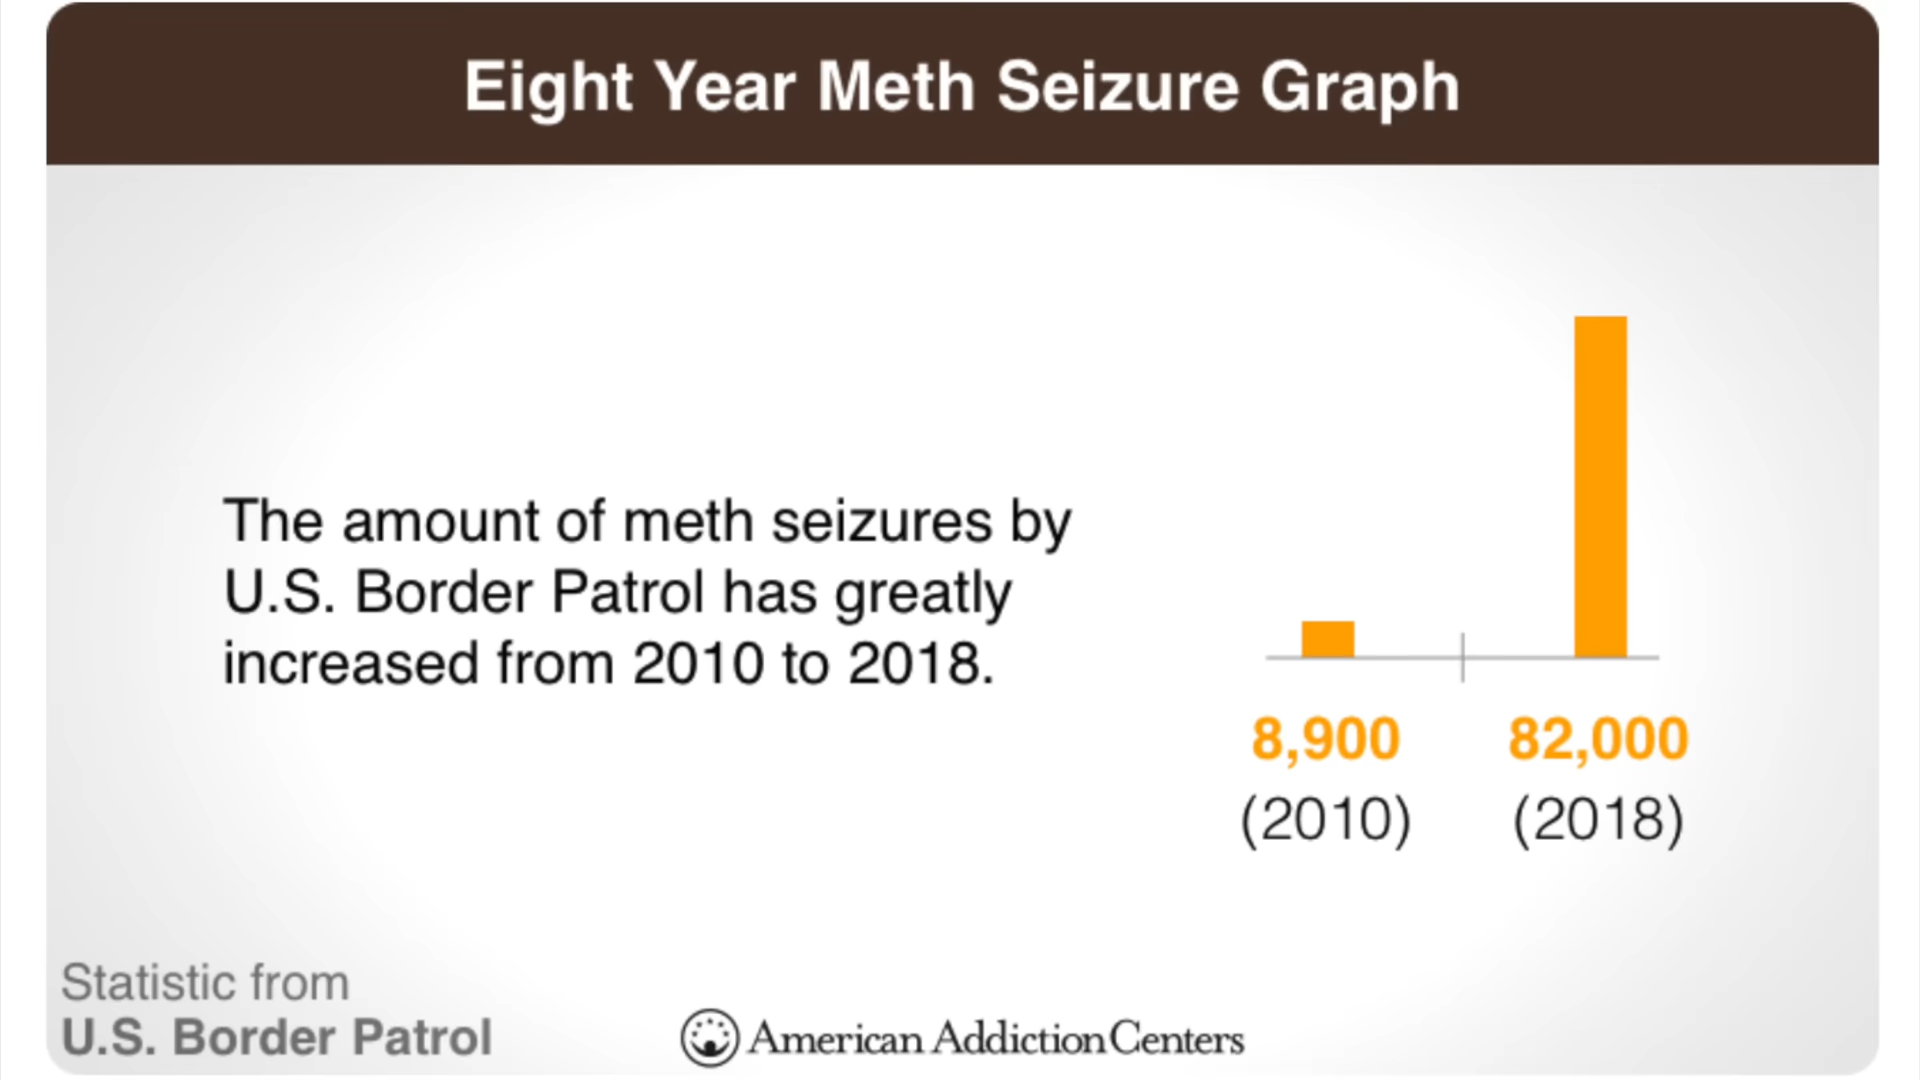 Eight Year Meth Seizure Graph
The amount of meth seizures by
U.S. Border Patrol has greatly
increased from 2010 to 2018.
8,900
(2010)
82,000
(2018)
Statistic from
U.S. Border Patrol
American Addiction Centers